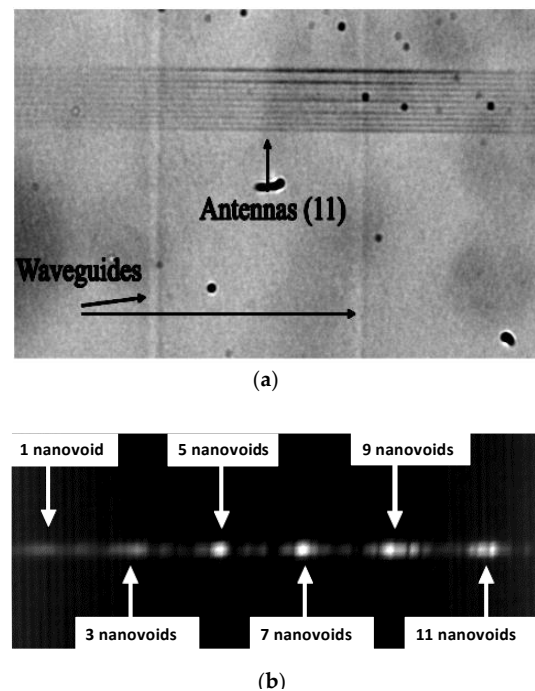 Antennas (11)
Waveguides
(a)
1 nanovoid
5 nanovoids
9 nanovoids
3 nanovoids
7 nanovoids
11 nanovoids
(b)